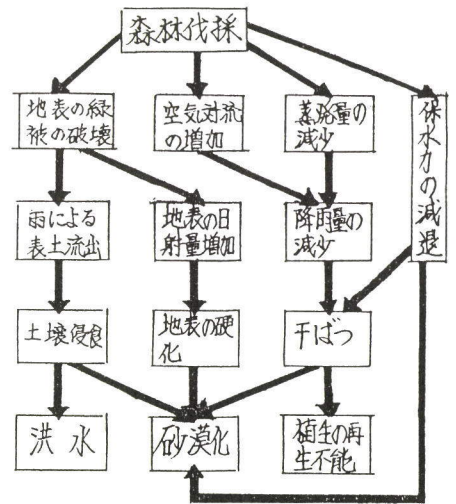 森林伐採
地表の緑
被の破壊
空気対流
の増加
蒸発量の
減少
保水力の減退
雨による
表土流出
地表の日
射量増加
降雨量の
減少
土壌侵食
地表の硬
化
干ばつ
洪水
砂漠化
植生の再
生不能